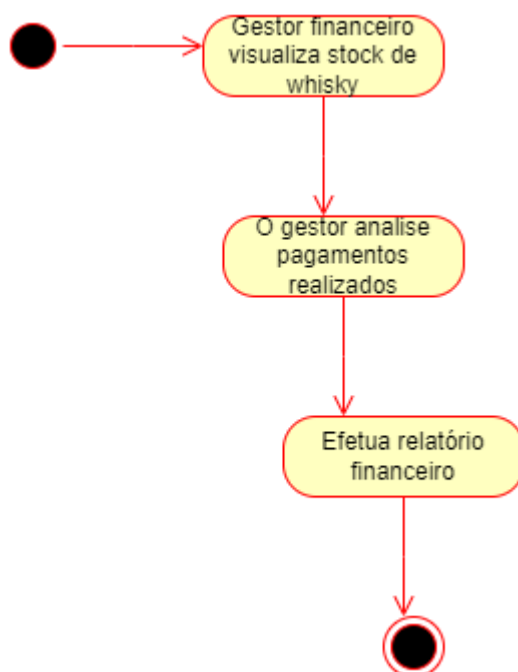 Gestor financeiro
visualiza stock de
whisky
O gestor analise
pagamentos
realizados
Efetua relatório
financeiro